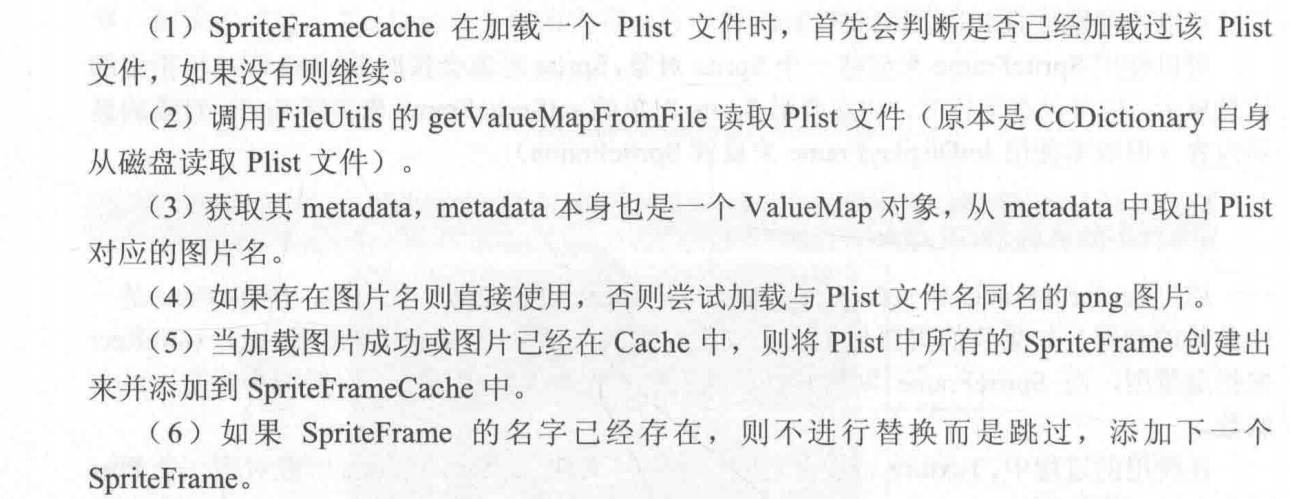 （1）SpriteFrameCache 在加载一个 Plist 文件时，首先会判断是否已经加载过该 Plist
文件，如果没有则继续。
（2）调用 FileUtils 的 getValueMapFromFile 读取 Plist 文件（原本是 CCDictionary 自身
从磁盘读取 Plist 文件）。
（3）获取其 metadata，metadata 本身也是一个 ValueMap 对象，从 metadata 中取出 Plist
对应的图片名。
（4）如果存在图片名则直接使用，否则尝试加载与 Plist 文件名同名的 png 图片。
（5）当加载图片成功或图片已经在 Cache 中，则将 Plist 中所有的 SpriteFrame 创建出
来并添加到 SpriteFrameCache 中。
（6）如果 SpriteFrame 的名字已经存在，则不进行替换而是跳过，添加下一个
SpriteFrame。